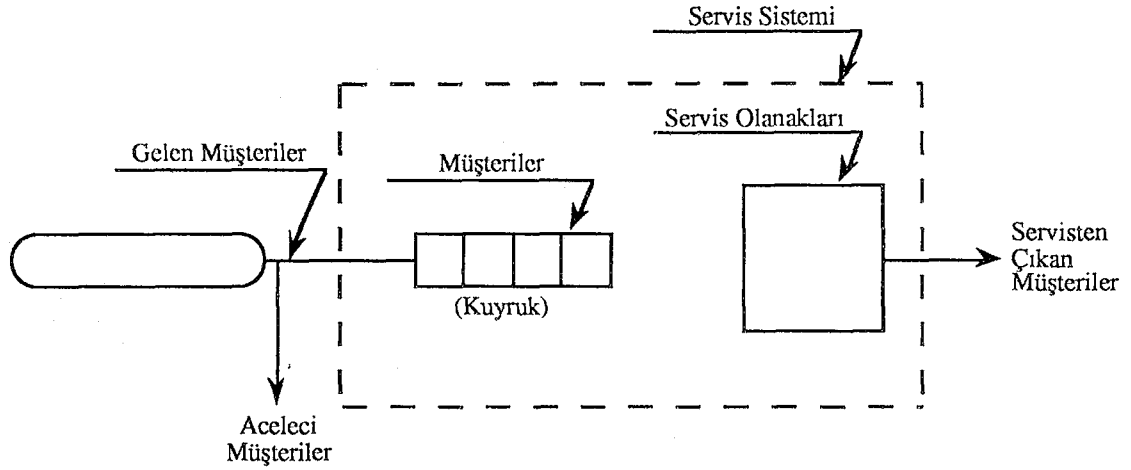 Servis Sistemi
Servis Olanakları
Gelen Müşteriler
Müşteriler
(Kuyruk)
Servisten
Çıkan
Müşteriler
Aceleci
Müşteriler